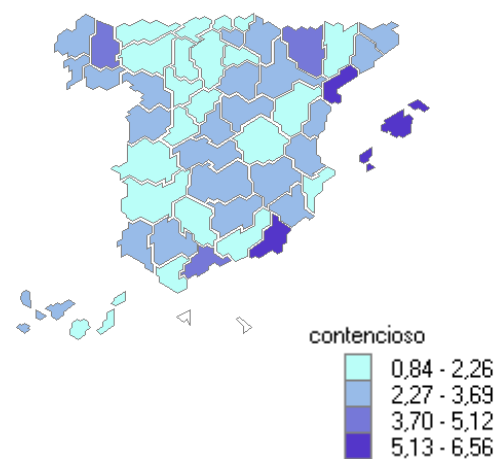 contencioso
0,84 - 2,26
2,27 - 3,69
3,70 - 5,12
5,13 - 6,56